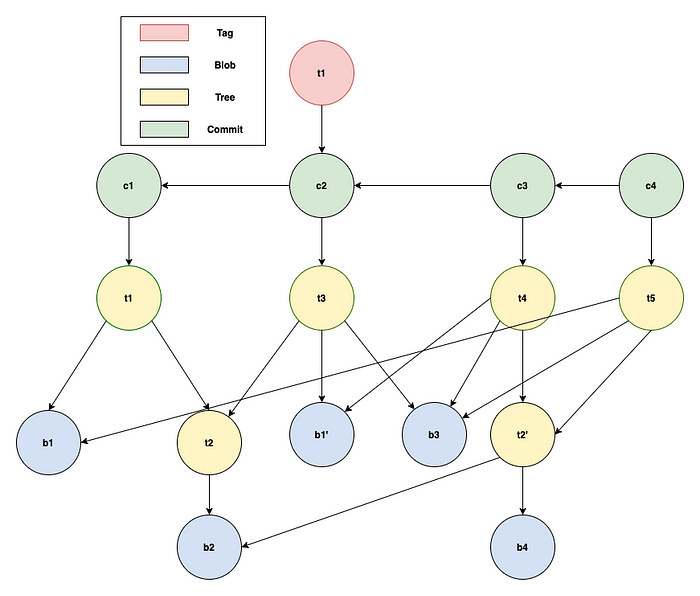 Tag
Blob
Tree
Commit
t1
c1
c2
c3
c4
t1
t3
t4
t5
b1
t2
b1'
b3
t2'
b2
b4